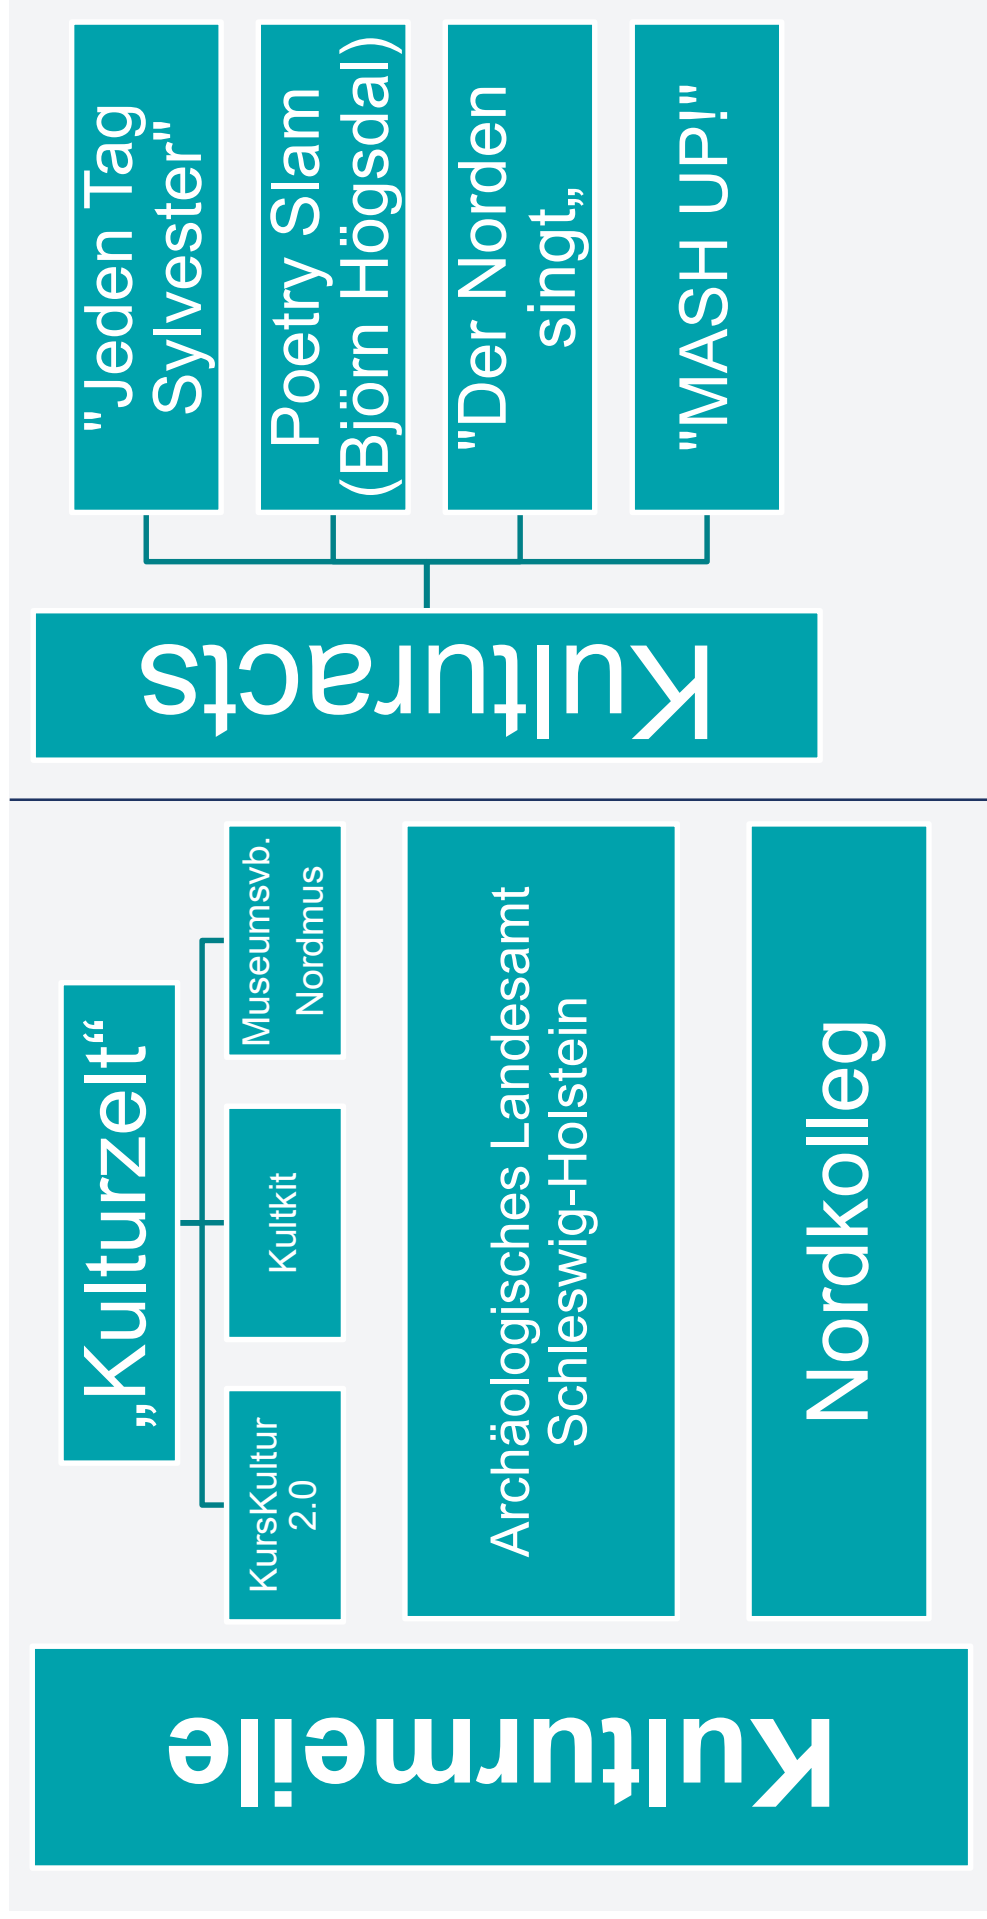 Kulturmeile
„Kulturzelt“
KursKultur
2.0
Kultkit
Museumsvb.
Nordmus
Archäologisches Landesamt
Schleswig-Holstein
Nordkolleg
Kulturacts
"Jeden Tag
Sylvester"
Poetry Slam
(Björn Högsdal)
"Der Norden
singt„
"MASH UP!"